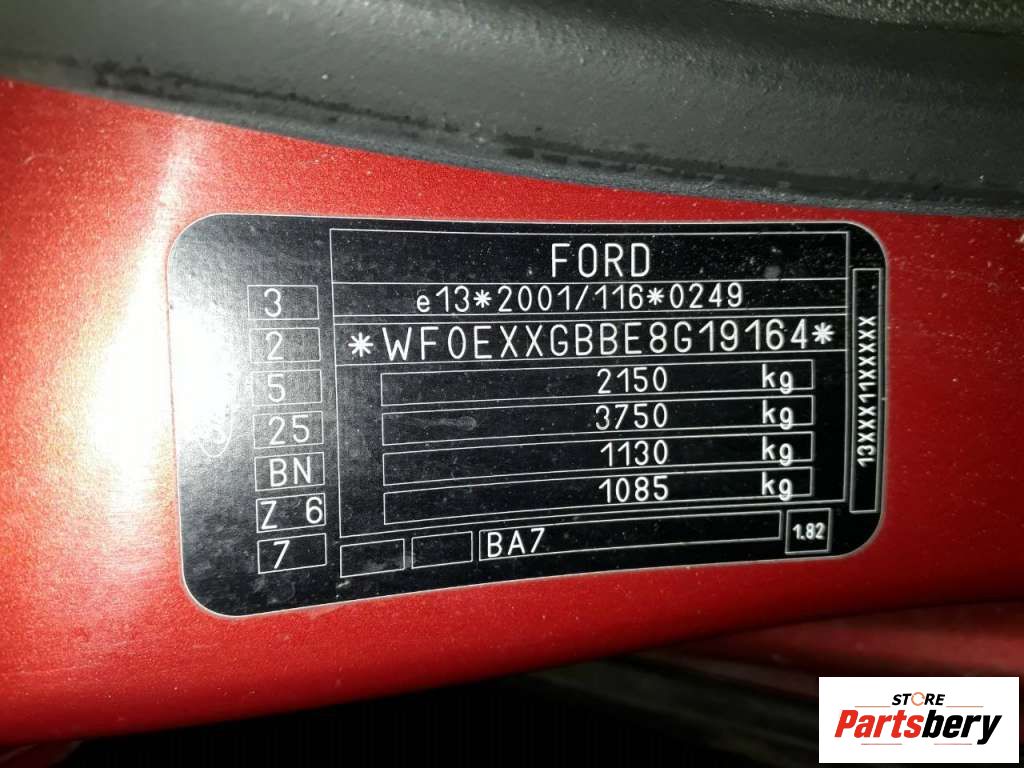 FORD
3
e13*2001/116*0249
2
*WF0EXXGBBE8G19164*
5
2150 kg
25
3750 kg
BN
1130 kg
Z 6
1085 kg
7
BA7
1.82
13XXX11XXXXX
STORE
Partsbery